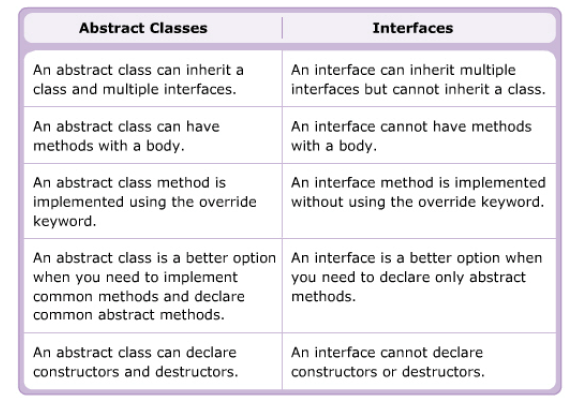 Abstract Classes
Interfaces
An abstract class can inherit a
class and multiple interfaces.
An interface can inherit multiple
interfaces but cannot inherit a class.
An abstract class can have
methods with a body.
An interface cannot have methods
with a body.
An abstract class method is
implemented using the override
keyword.
An interface method is implemented
without using the override keyword.
An abstract class is a better option
when you need to implement
common methods and declare
common abstract methods.
An interface is a better option when
you need to declare only abstract
methods.
An abstract class can declare
constructors and destructors.
An interface cannot declare
constructors or destructors.